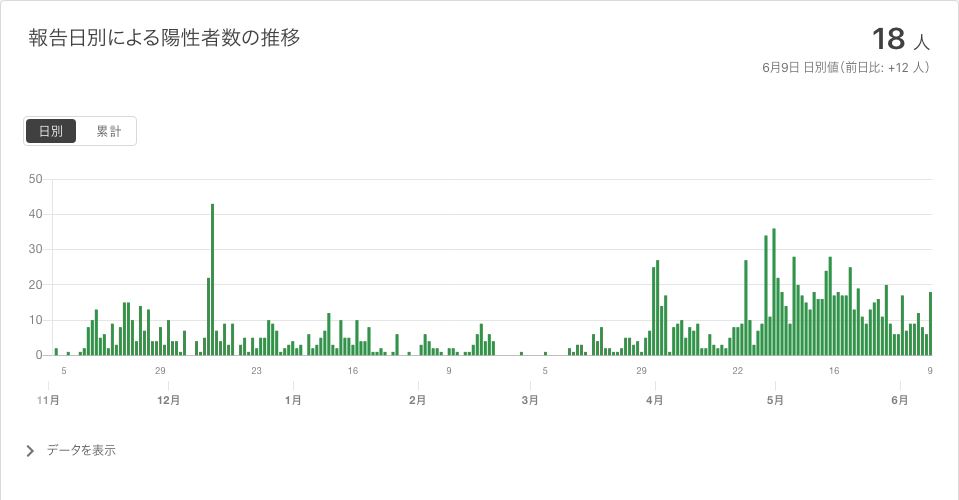 報告日別による陽性者数の推移
18 人
6月9日 日別値（前日比: +12 人）
日別 累計
50
40
30
20
10
0
5 29 23 16 9 5 29 22 16 9
11月 12月 1月 2月 3月 4月 5月 6月
データを表示